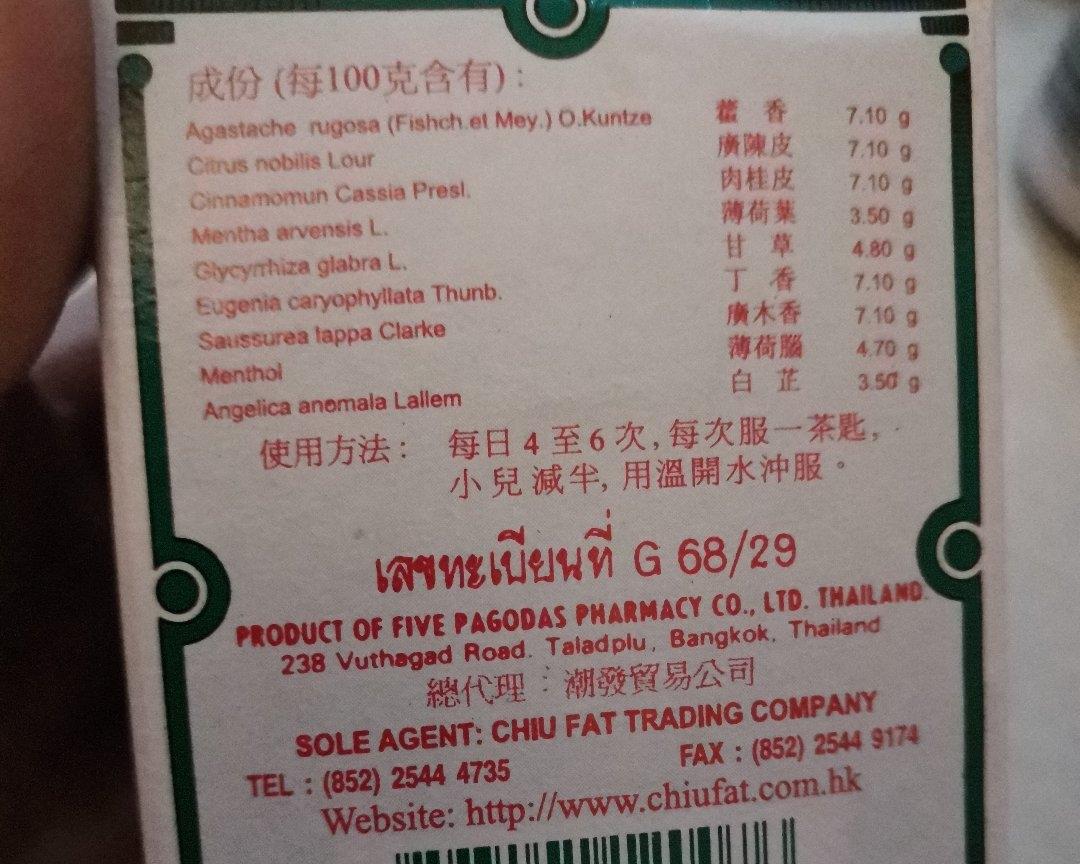 成份 (每100克含有) :
Agastache rugosa (Fishch.et Mey.) O.Kuntze 藿 香 7.10 g
Citrus nobilis Lour 廣陳皮 7.10 g
Cinnamomun Cassia Presl. 肉桂皮 7.10 g
Mentha arvensis L. 薄荷葉 3.50 g
Glycyrrhiza glabra L. 甘 草 4.80 g
Eugenia caryophyllata Thunb. 丁 香 7.10 g
Saussurea lappa Clarke 廣木香 7.10 g
Menthol 薄荷腦 4.70 g
Angelica anemala Lallem 白 芷 3.50 g
使用方法 : 每日 4 至 6 次, 每次服一茶匙,
小兒減半, 用溫開水沖服。
เลขทะเบียนที่ G 68/29
PRODUCT OF FIVE PAGODAS PHARMACY CO., LTD. THAILAND.
238 Vuthagad Road. Taladplu, Bangkok, Thailand
總代理 : 潮發貿易公司
SOLE AGENT: CHIU FAT TRADING COMPANY
TEL : (852) 2544 4735 FAX : (852) 2544 9174
Website: http://www.chiufat.com.hk